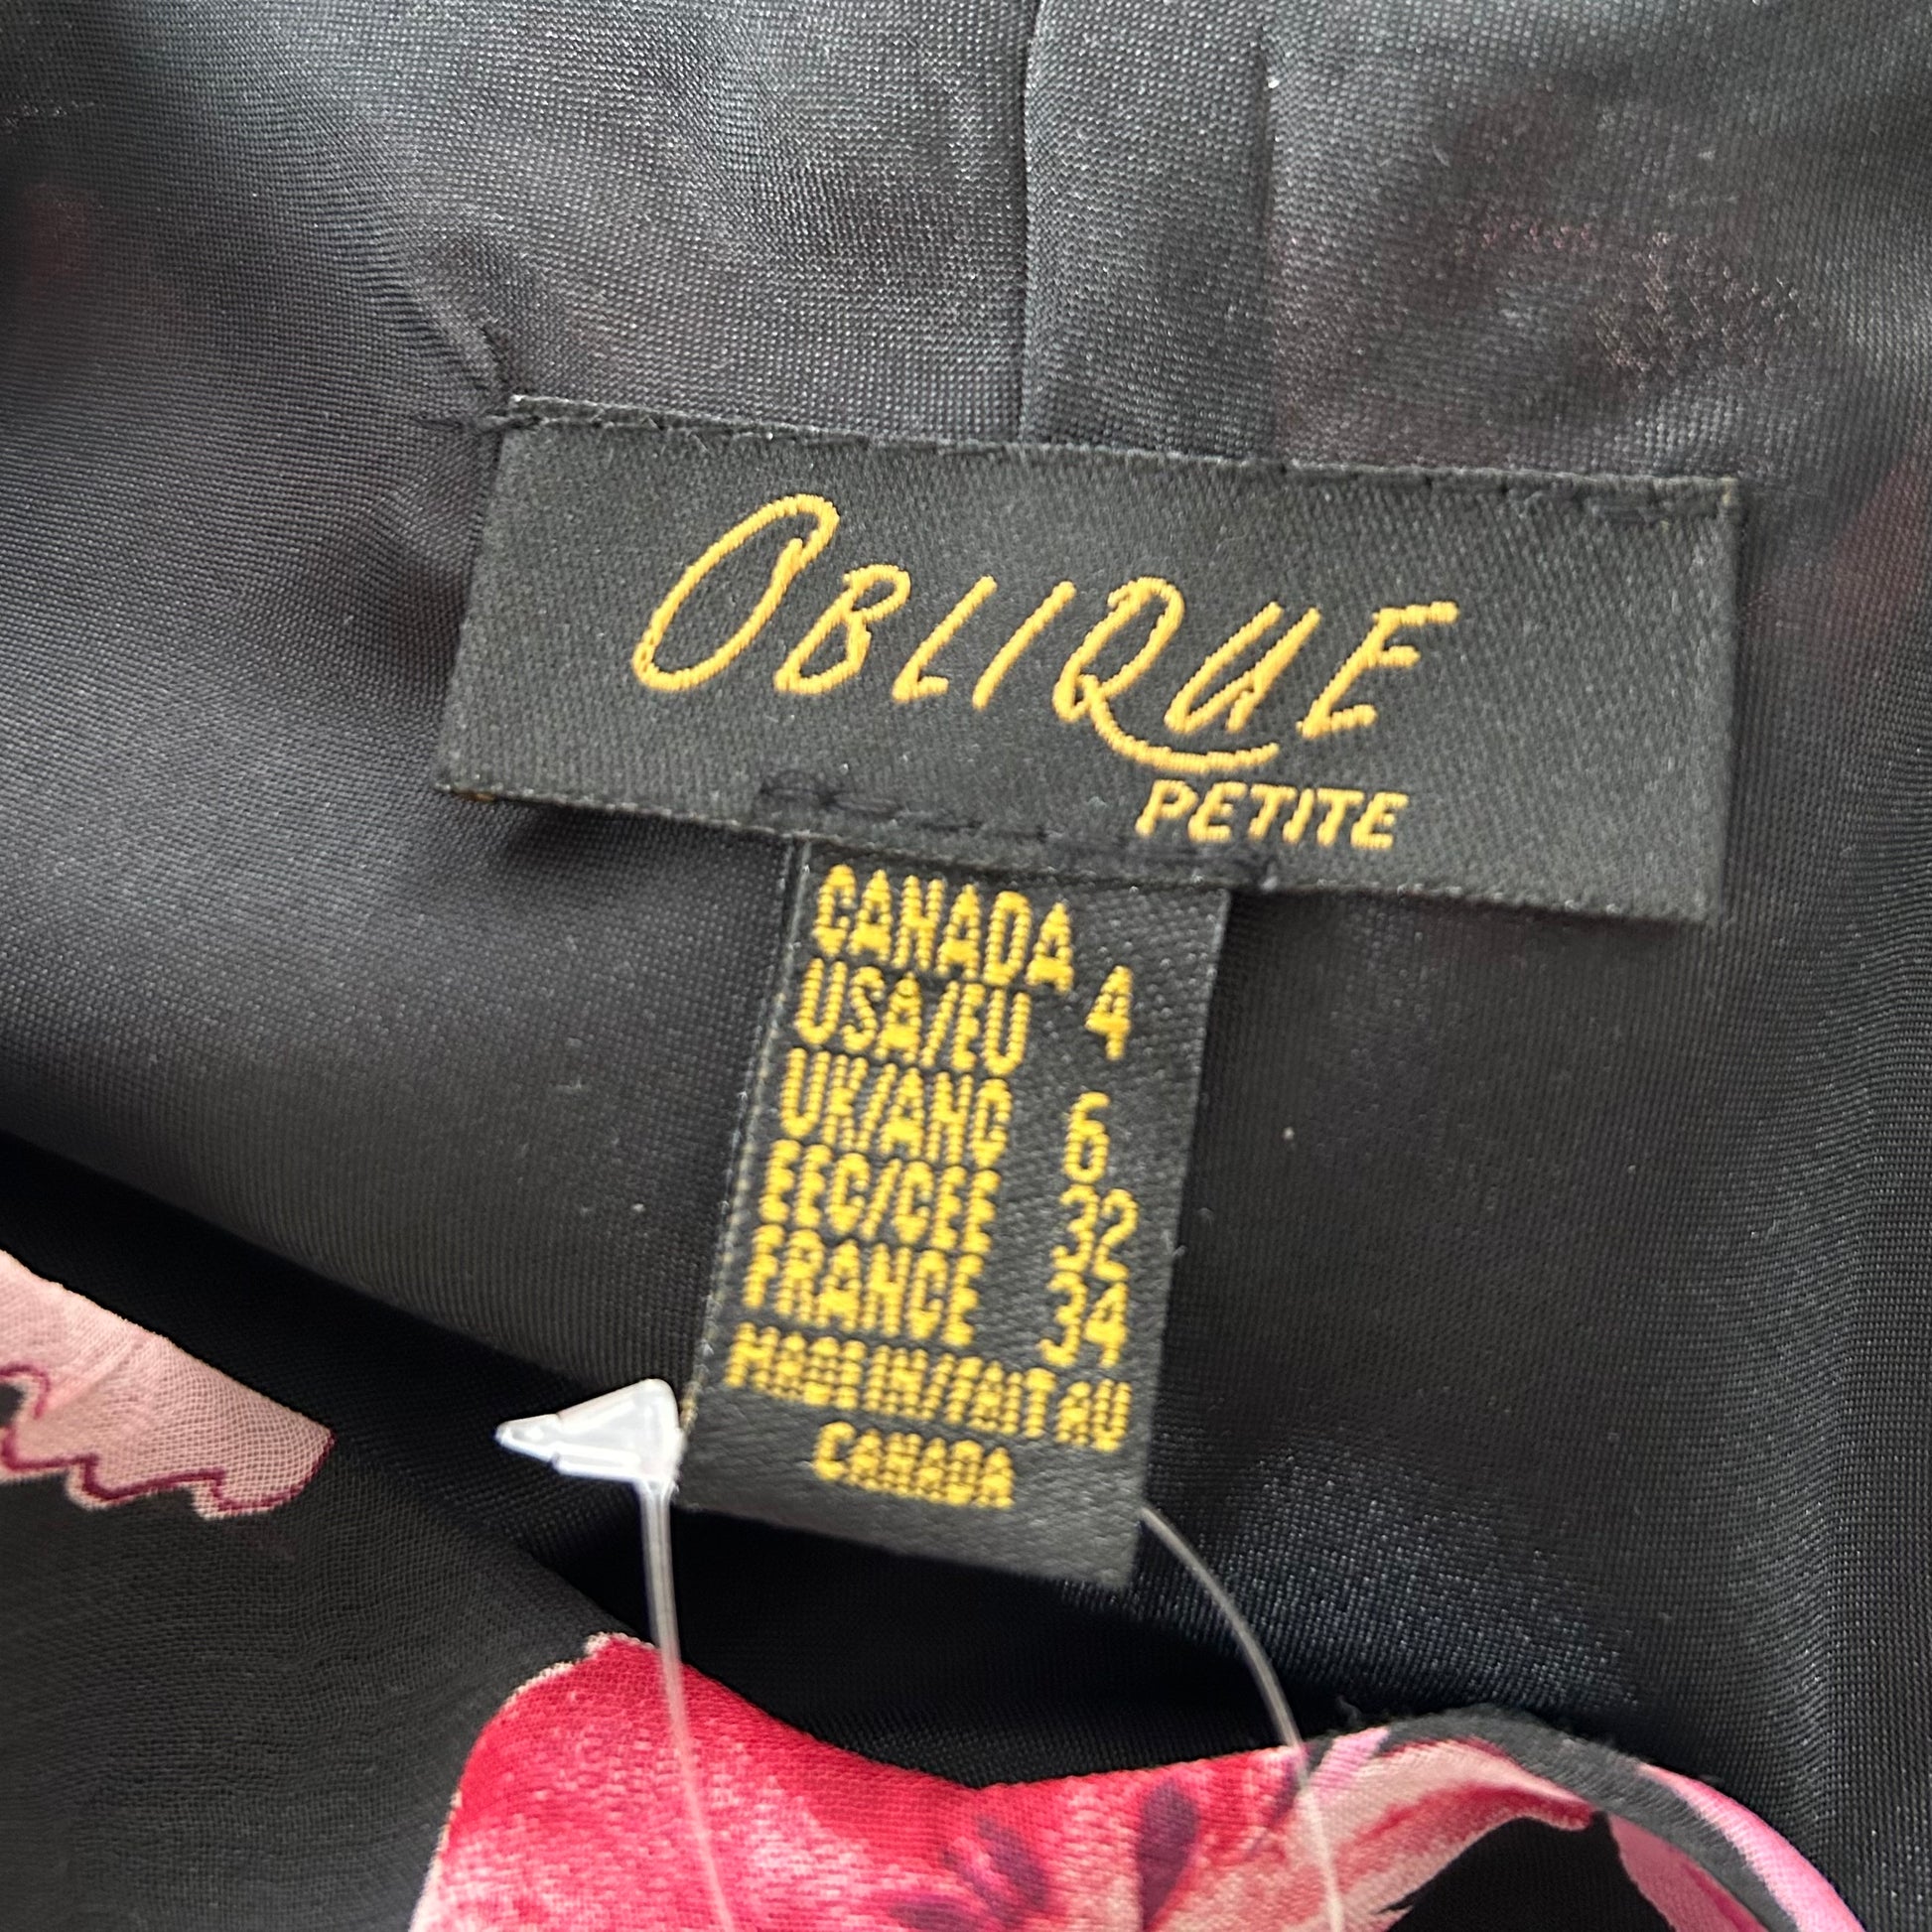 OBLIQUE
PETITE
CANADA 4
USA/EU
UK/ANG 6
EEC/CEE 32
FRANCE 34
MADE IN/FAIT AU
CANADA